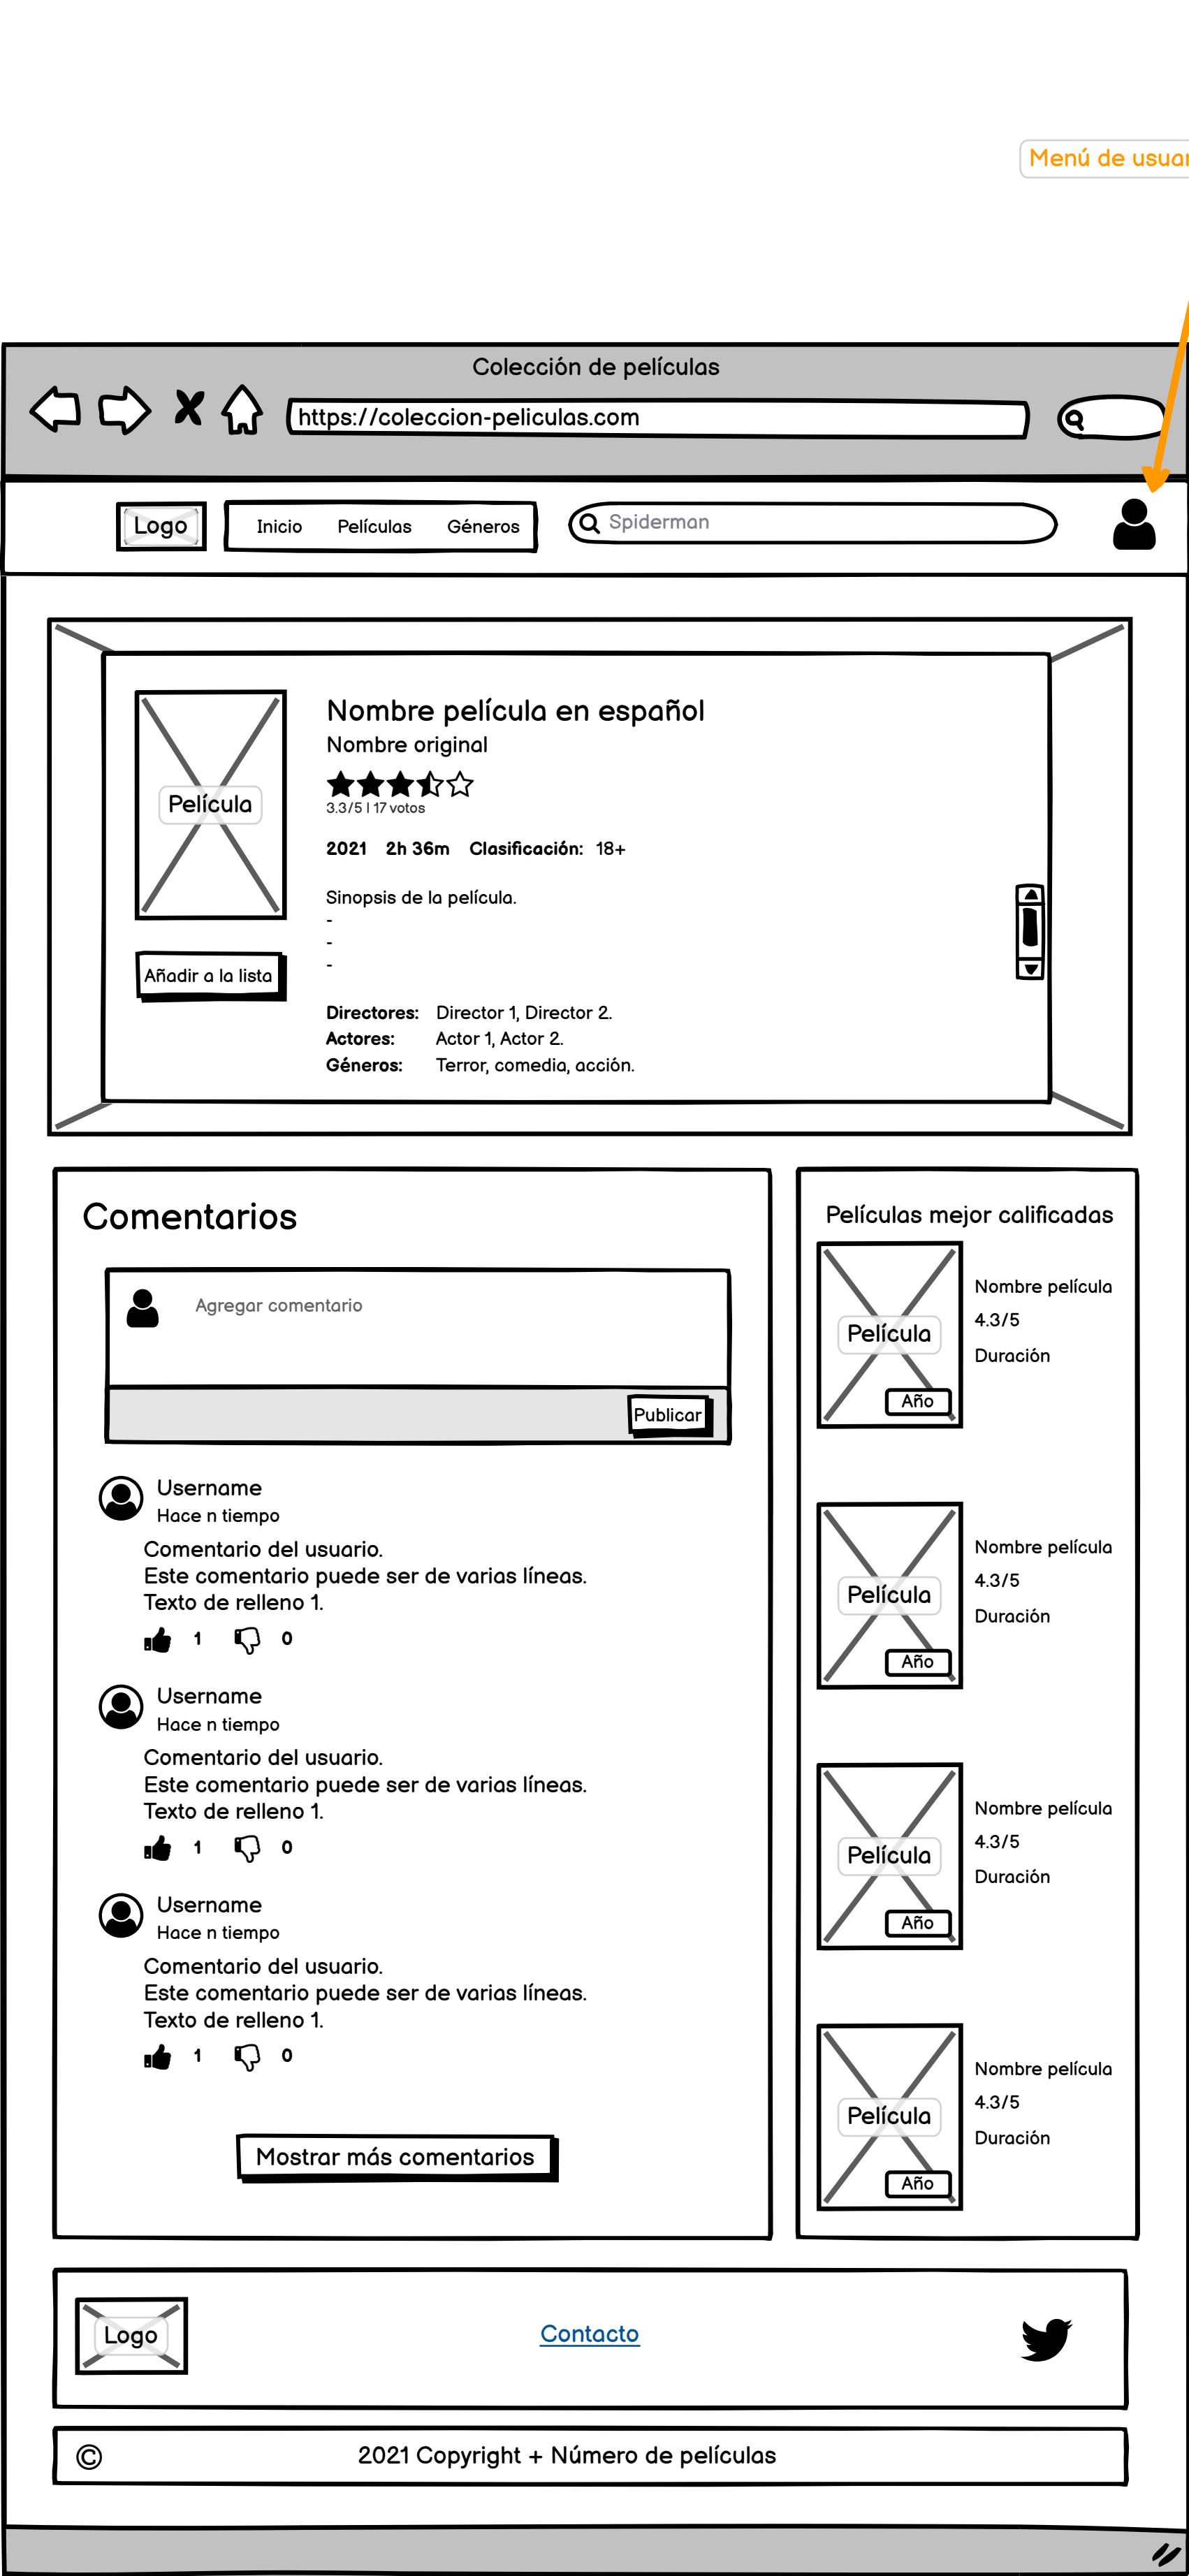 Menú de usuar
Colección de películas
https://coleccion-peliculas.com
Logo
Inicio Películas Géneros
Spiderman
Nombre película en español
Nombre original
3.3/5 | 17 votos
2021 2h 36m Clasificación: 18+
Película
Sinopsis de la película.
-
-
-
Añadir a la lista
Directores: Director 1, Director 2.
Actores: Actor 1, Actor 2.
Géneros: Terror, comedia, acción.
Comentarios
Agregar comentario
Publicar
Username
Hace n tiempo
Comentario del usuario.
Este comentario puede ser de varias líneas.
Texto de relleno 1.
1 0
Username
Hace n tiempo
Comentario del usuario.
Este comentario puede ser de varias líneas.
Texto de relleno 1.
1 0
Username
Hace n tiempo
Comentario del usuario.
Este comentario puede ser de varias líneas.
Texto de relleno 1.
1 0
Mostrar más comentarios
Películas mejor calificadas
Película
Año
Nombre película
4.3/5
Duración
Película
Año
Nombre película
4.3/5
Duración
Película
Año
Nombre película
4.3/5
Duración
Película
Año
Nombre película
4.3/5
Duración
Logo
Contacto
© 2021 Copyright + Número de películas